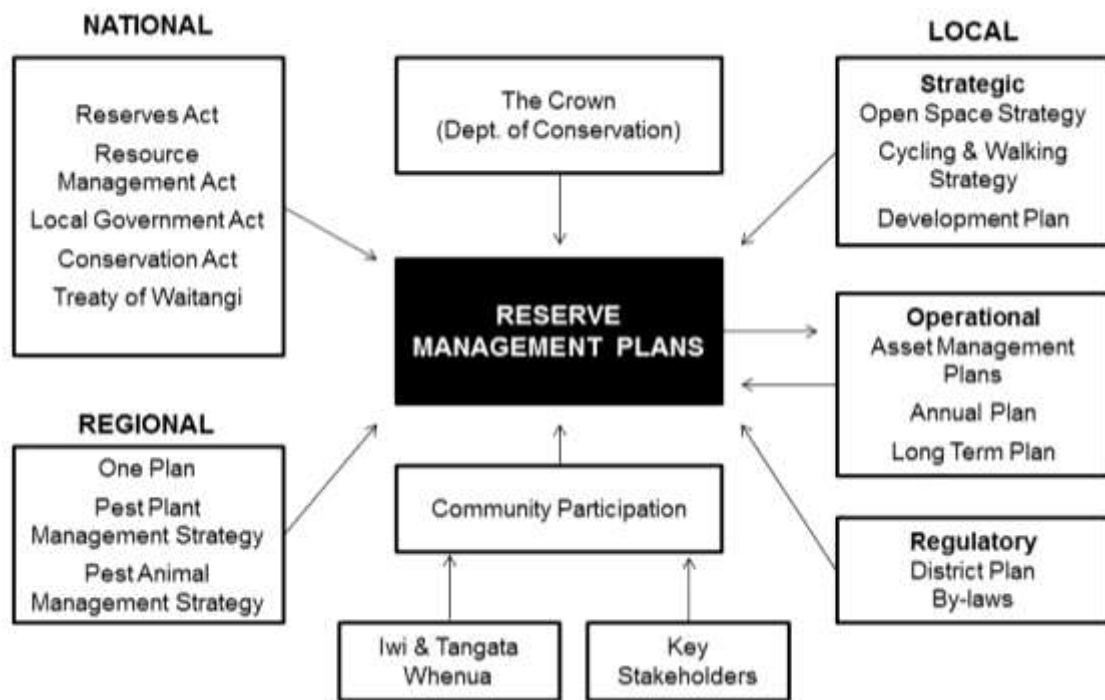 NATIONAL
Reserves Act
Resource
Management Act
Local Government Act
Conservation Act
Treaty of Waitangi
REGIONAL
One Plan
Pest Plant
Management Strategy
Pest Animal
Management Strategy
The Crown
(Dept. of Conservation)
RESERVE
MANAGEMENT PLANS
Community Participation
Iwi & Tangata
Whenua
Key
Stakeholders
LOCAL
Strategic
Open Space Strategy
Cycling & Walking
Strategy
Development Plan
Operational
Asset Management
Plans
Annual Plan
Long Term Plan
Regulatory
District Plan
By-laws